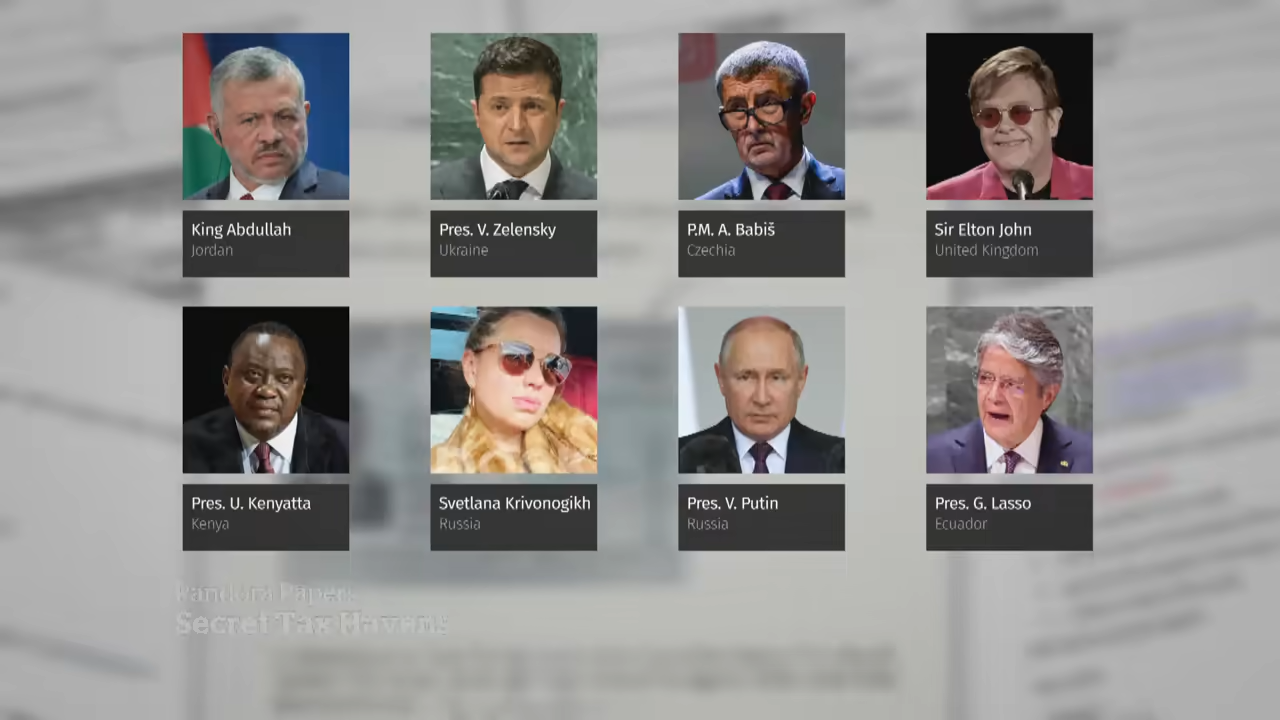 King Abdullah
Jordan
Pres. V. Zelensky
Ukraine
P.M. A. Babiš
Czechia
Sir Elton John
United Kingdom
Pres. U. Kenyatta
Kenya
Svetlana Krivonogikh
Russia
Pres. V. Putin
Russia
Pres. G. Lasso
Ecuador
Pandora Papers
Secret Tax Havens